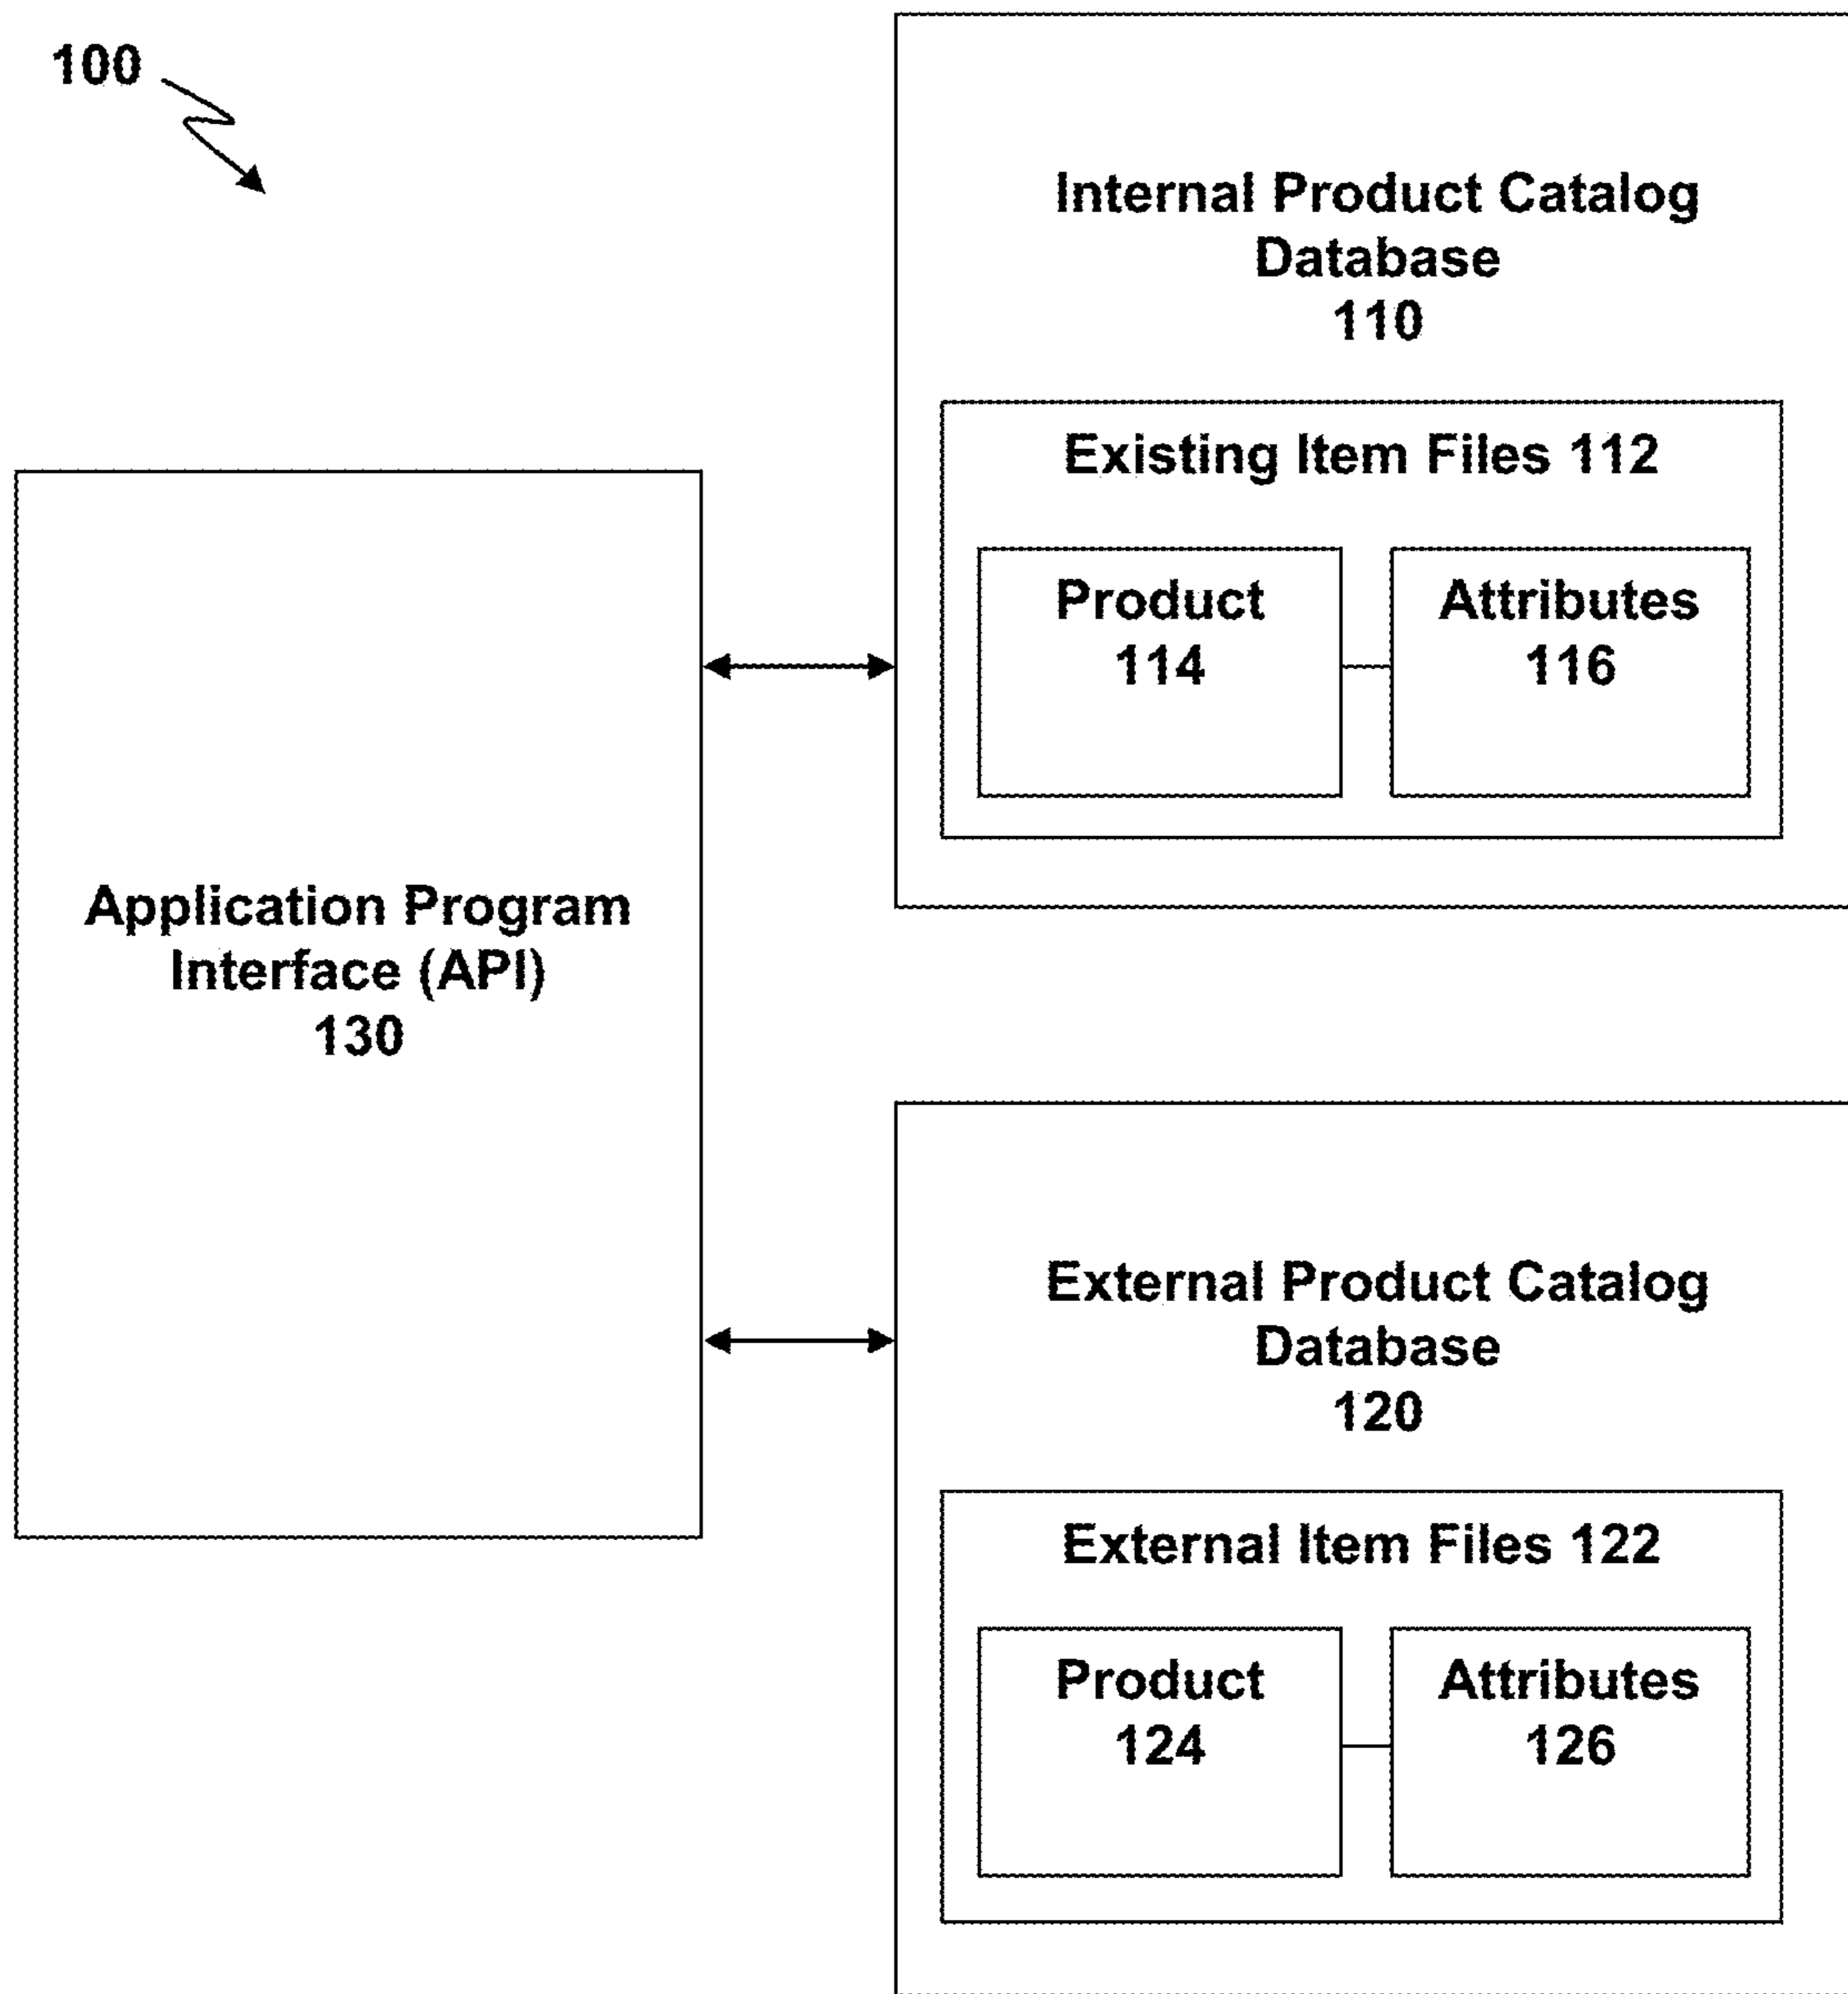 100
Internal Product Catalog
Database
110
Existing Item Files 112
Product
114
Attributes
116
Application Program
Interface (API)
130
External Product Catalog
Database
120
External Item Files 122
Product
124
Attributes
126